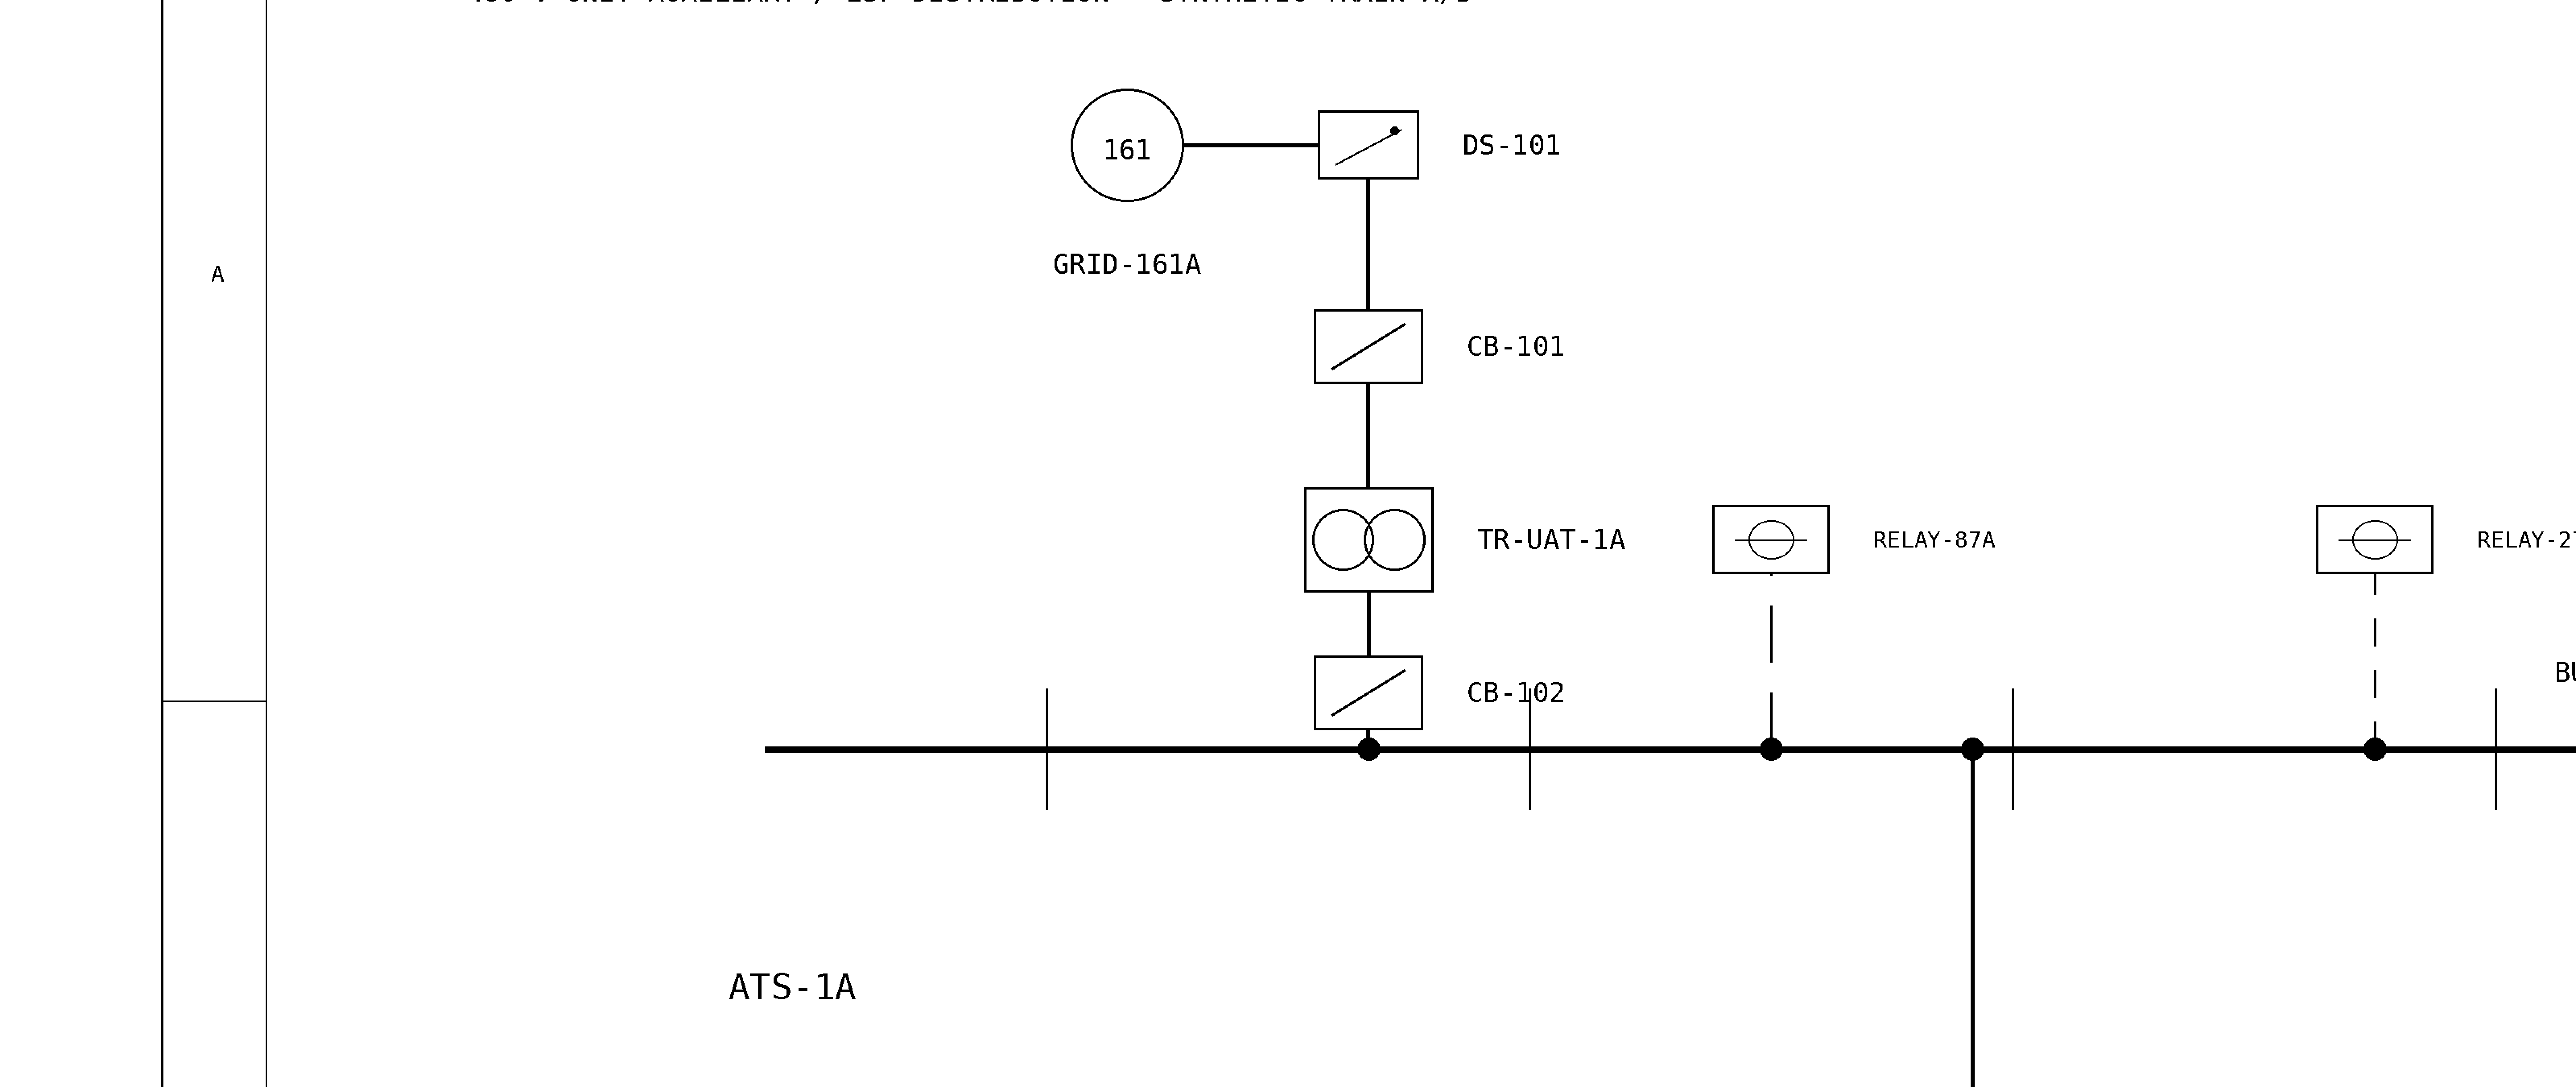 161
DS-101
GRID-161A
A
CB-101
TR-UAT-1A
RELAY-87A
CB-102
ATS-1A